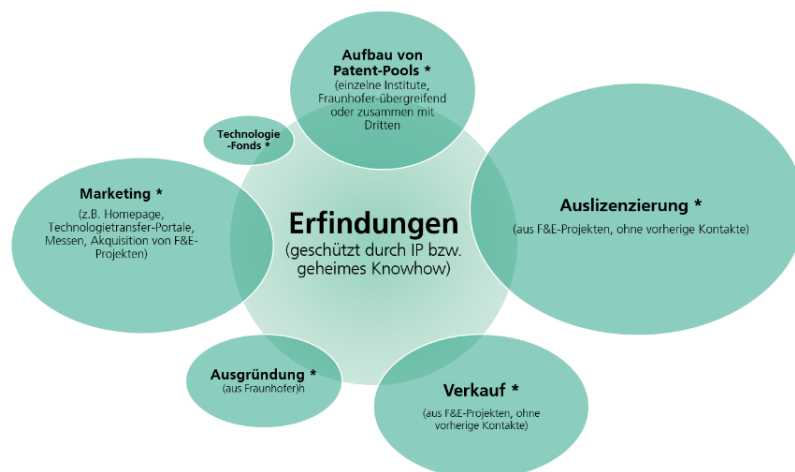 Aufbau von
Patent-Pools *
(einzelne Institute,
Fraunhofer-übergreifend
oder zusammen mit
Dritten
Technologie
-Fonds *
Marketing *
(z.B. Homepage,
Technologietransfer-Portale,
Messen, Akquisition von F&E-
Projekten)
Erfindungen
(geschützt durch IP bzw.
geheimes Knowhow)
Auslizenzierung *
(aus F&E-Projekten, ohne vorherige Kontakte)
Ausgründung *
(aus Fraunhofer)h
Verkauf *
(aus F&E-Projekten, ohne
vorherige Kontakte)